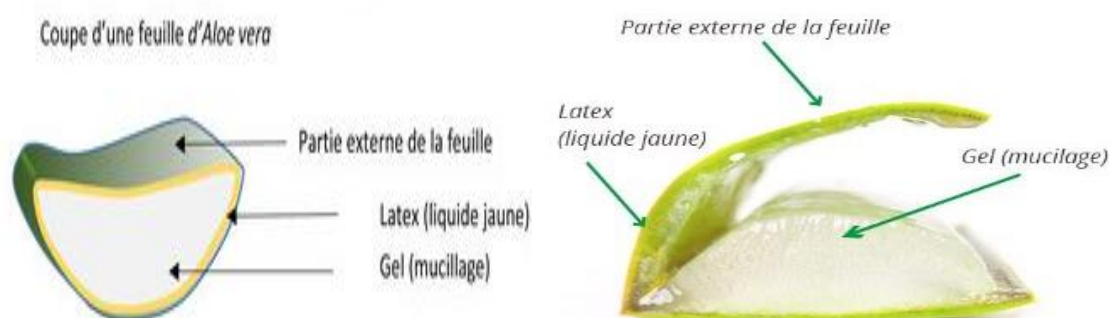 Coupe d'une feuille d'Aloe vera
Partie externe de la feuille
Latex (liquide jaune)
Gel (mucillage)
Partie externe de la feuille
Latex
(liquide jaune)
Gel (mucilage)